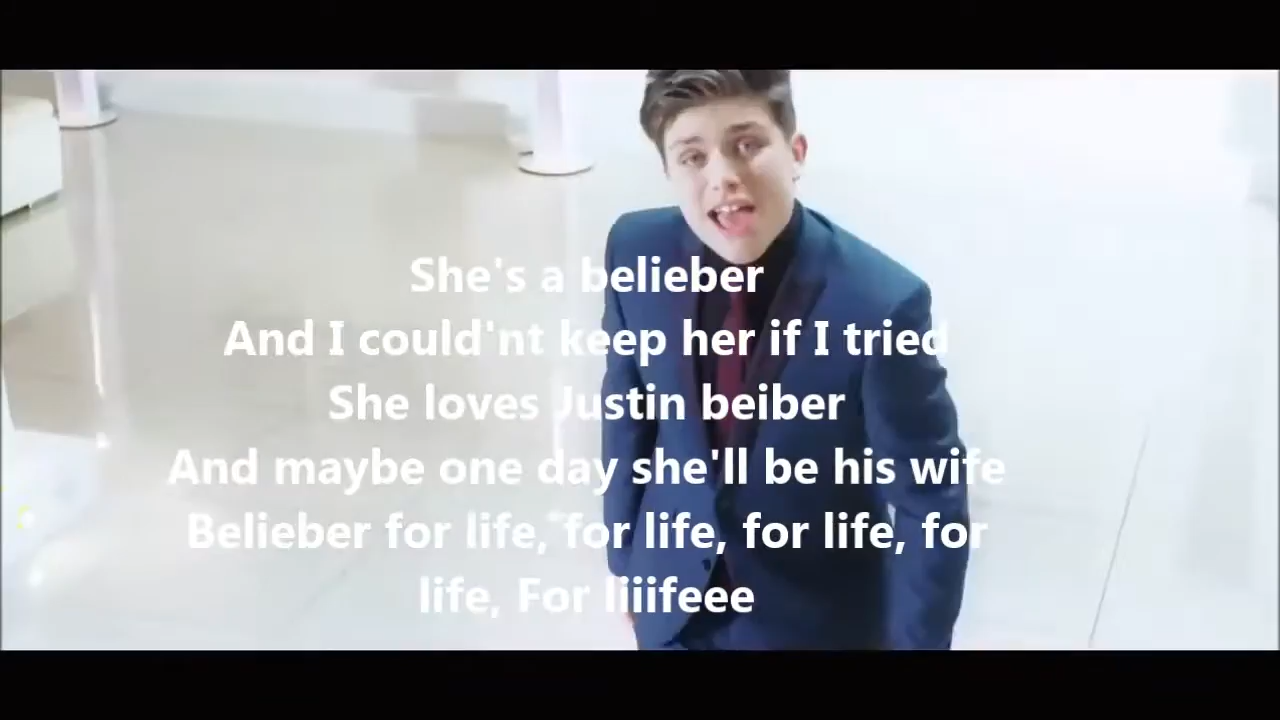 She's a belieber
And I could'nt keep her if I tried
She loves Justin beiber
And maybe one day she'll be his wife
Belieber for life, for life, for life, for
life, For liiifeee